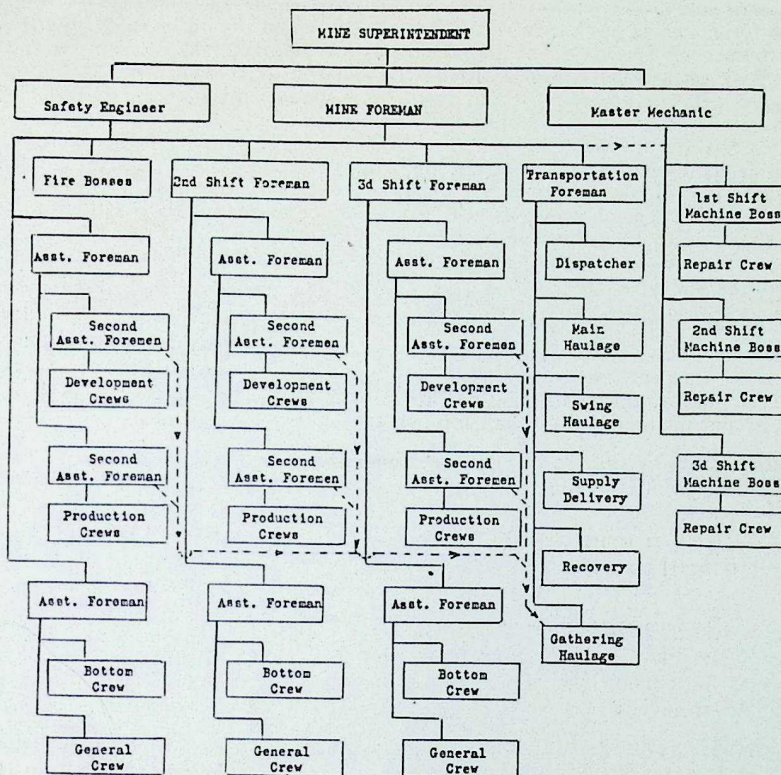 MINE SUPERINTENDENT
Safety Engineer
MINE FOREMAN
Master Mechanic
Fire Bosses
2nd Shift Foreman
3d Shift Foreman
Transportation
Foreman
1st Shift
Machine Boss
Asst. Foreman
Asst. Foreman
Asst. Foreman
Dispatcher
Repair Crew
Second
Asst. Foremen
Second
Asst. Foremen
Second
Asst. Foremen
Main
Haulage
2nd Shift
Machine Boss
Development
Crews
Development
Crews
Development
Crews
Swing
Haulage
Repair Crew
Second
Asst. Foremen
Second
Asst. Foremen
Second
Asst. Foremen
Supply
Delivery
3d Shift
Machine Boss
Production
Crews
Production
Crews
Production
Crews
Repair Crew
Recovery
Asst. Foreman
Asst. Foreman
Asst. Foreman
Gathering
Haulage
Bottom
Crew
Bottom
Crew
Bottom
Crew
General
Crew
General
Crew
General
Crew